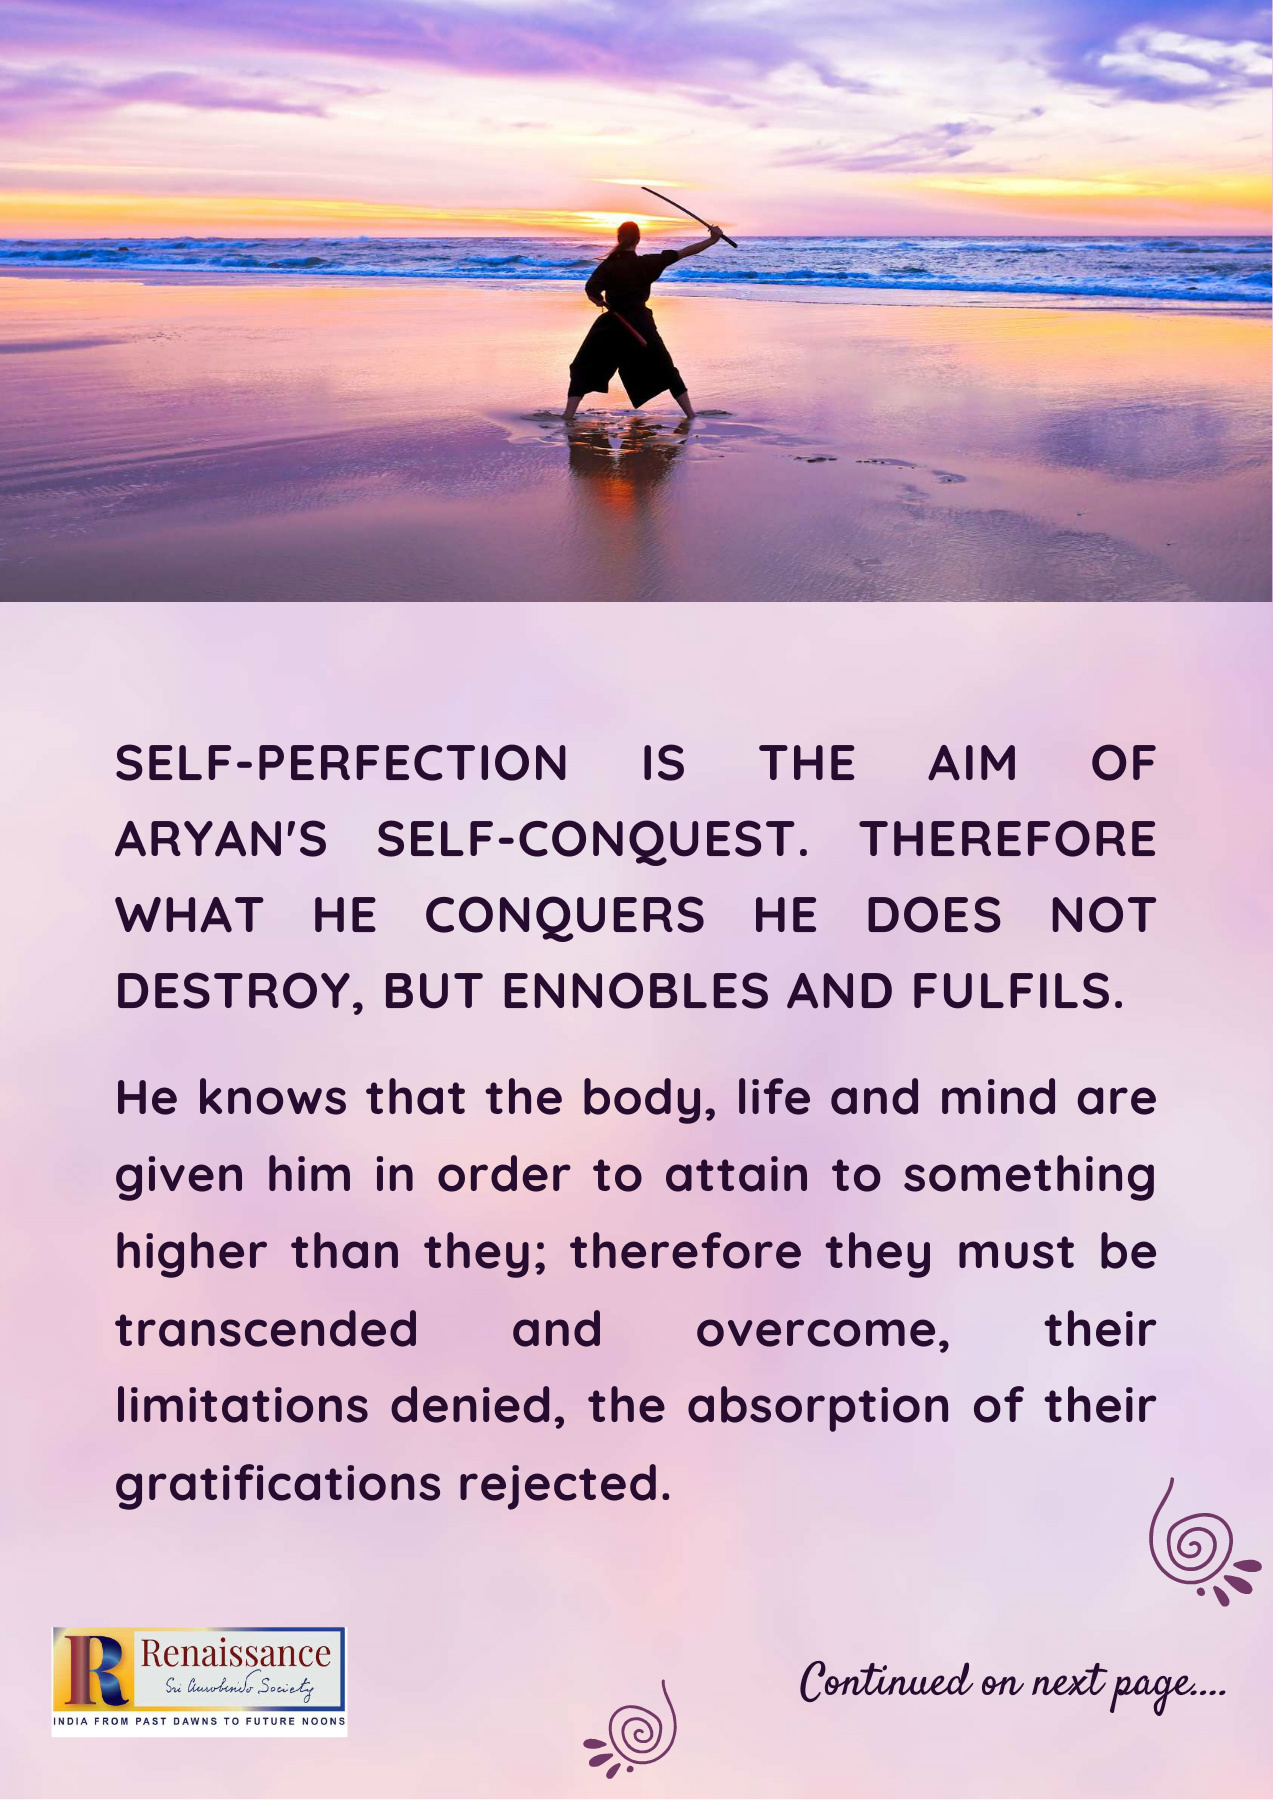 SELF-PERFECTION IS THE AIM OF
ARYAN'S SELF-CONQUEST. THEREFORE
WHAT HE CONQUERS HE DOES NOT
DESTROY, BUT ENNOBLES AND FULFILS.
He knows that the body, life and mind are
given him in order to attain to something
higher than they; therefore they must be
transcended and overcome, their
limitations denied, the absorption of their
gratifications rejected.
R Renaissance
Sri Aurobindo Society
INDIA FROM PAST DAWNS TO FUTURE NOONS
Continued on next page....